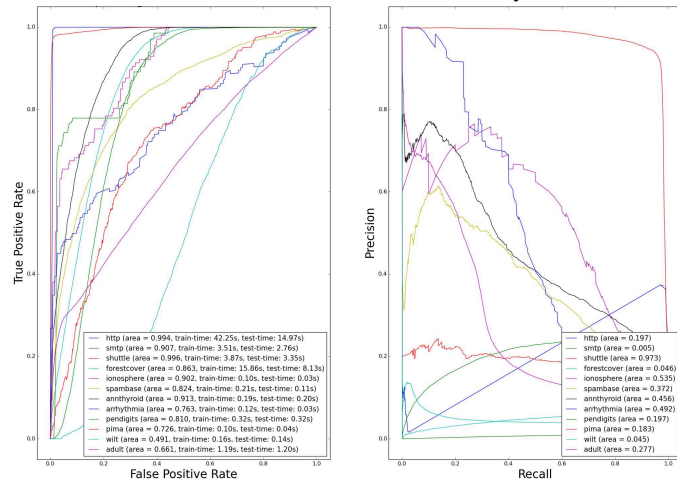 True Positive Rate
1.0
0.8
0.6
0.4
0.2
0.0
http (area = 0.994, train-time: 42.25s, test-time: 14.97s)
smtp (area = 0.907, train-time: 3.51s, test-time: 2.76s)
shuttle (area = 0.996, train-time: 3.87s, test-time: 3.35s)
forestcover (area = 0.863, train-time: 15.86s, test-time: 8.13s)
ionosphere (area = 0.902, train-time: 0.10s, test-time: 0.03s)
spambase (area = 0.824, train-time: 0.21s, test-time: 0.11s)
annthyroid (area = 0.913, train-time: 0.19s, test-time: 0.20s)
arrhythmia (area = 0.763, train-time: 0.12s, test-time: 0.03s)
pendigits (area = 0.810, train-time: 0.32s, test-time: 0.32s)
pima (area = 0.726, train-time: 0.10s, test-time: 0.04s)
wilt (area = 0.491, train-time: 0.16s, test-time: 0.14s)
adult (area = 0.661, train-time: 1.19s, test-time: 1.20s)
0.0 0.2 0.4 0.6 0.8 1.0
False Positive Rate
Precision
1.0
0.8
0.6
0.4
0.2
0.0
http (area = 0.197)
smtp (area = 0.005)
shuttle (area = 0.973)
forestcover (area = 0.046)
ionosphere (area = 0.535)
spambase (area = 0.372)
annthyroid (area = 0.456)
arrhythmia (area = 0.492)
pendigits (area = 0.197)
pima (area = 0.183)
wilt (area = 0.045)
adult (area = 0.277)
0.0 0.2 0.4 0.6 0.8 1.0
Recall